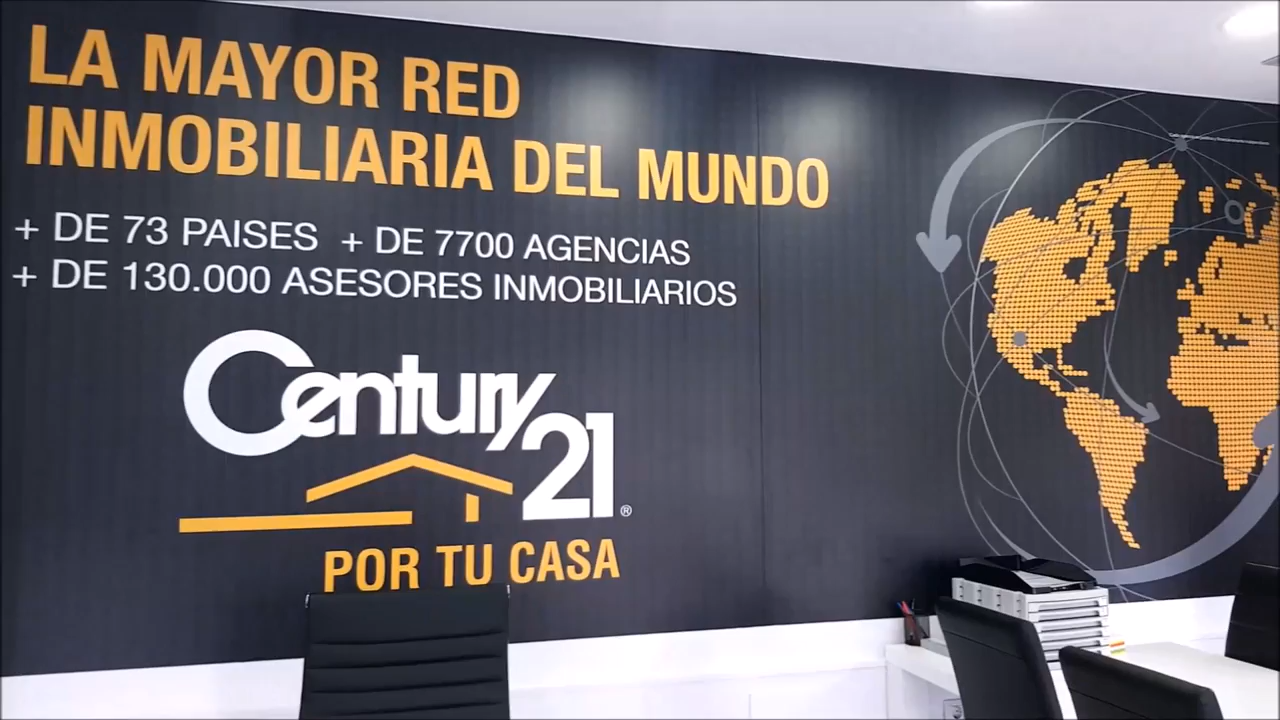 LA MAYOR RED
INMOBILIARIA DEL MUNDO
+ DE 73 PAISES + DE 7700 AGENCIAS
+ DE 130.000 ASESORES INMOBILIARIOS
Century
21®
POR TU CASA